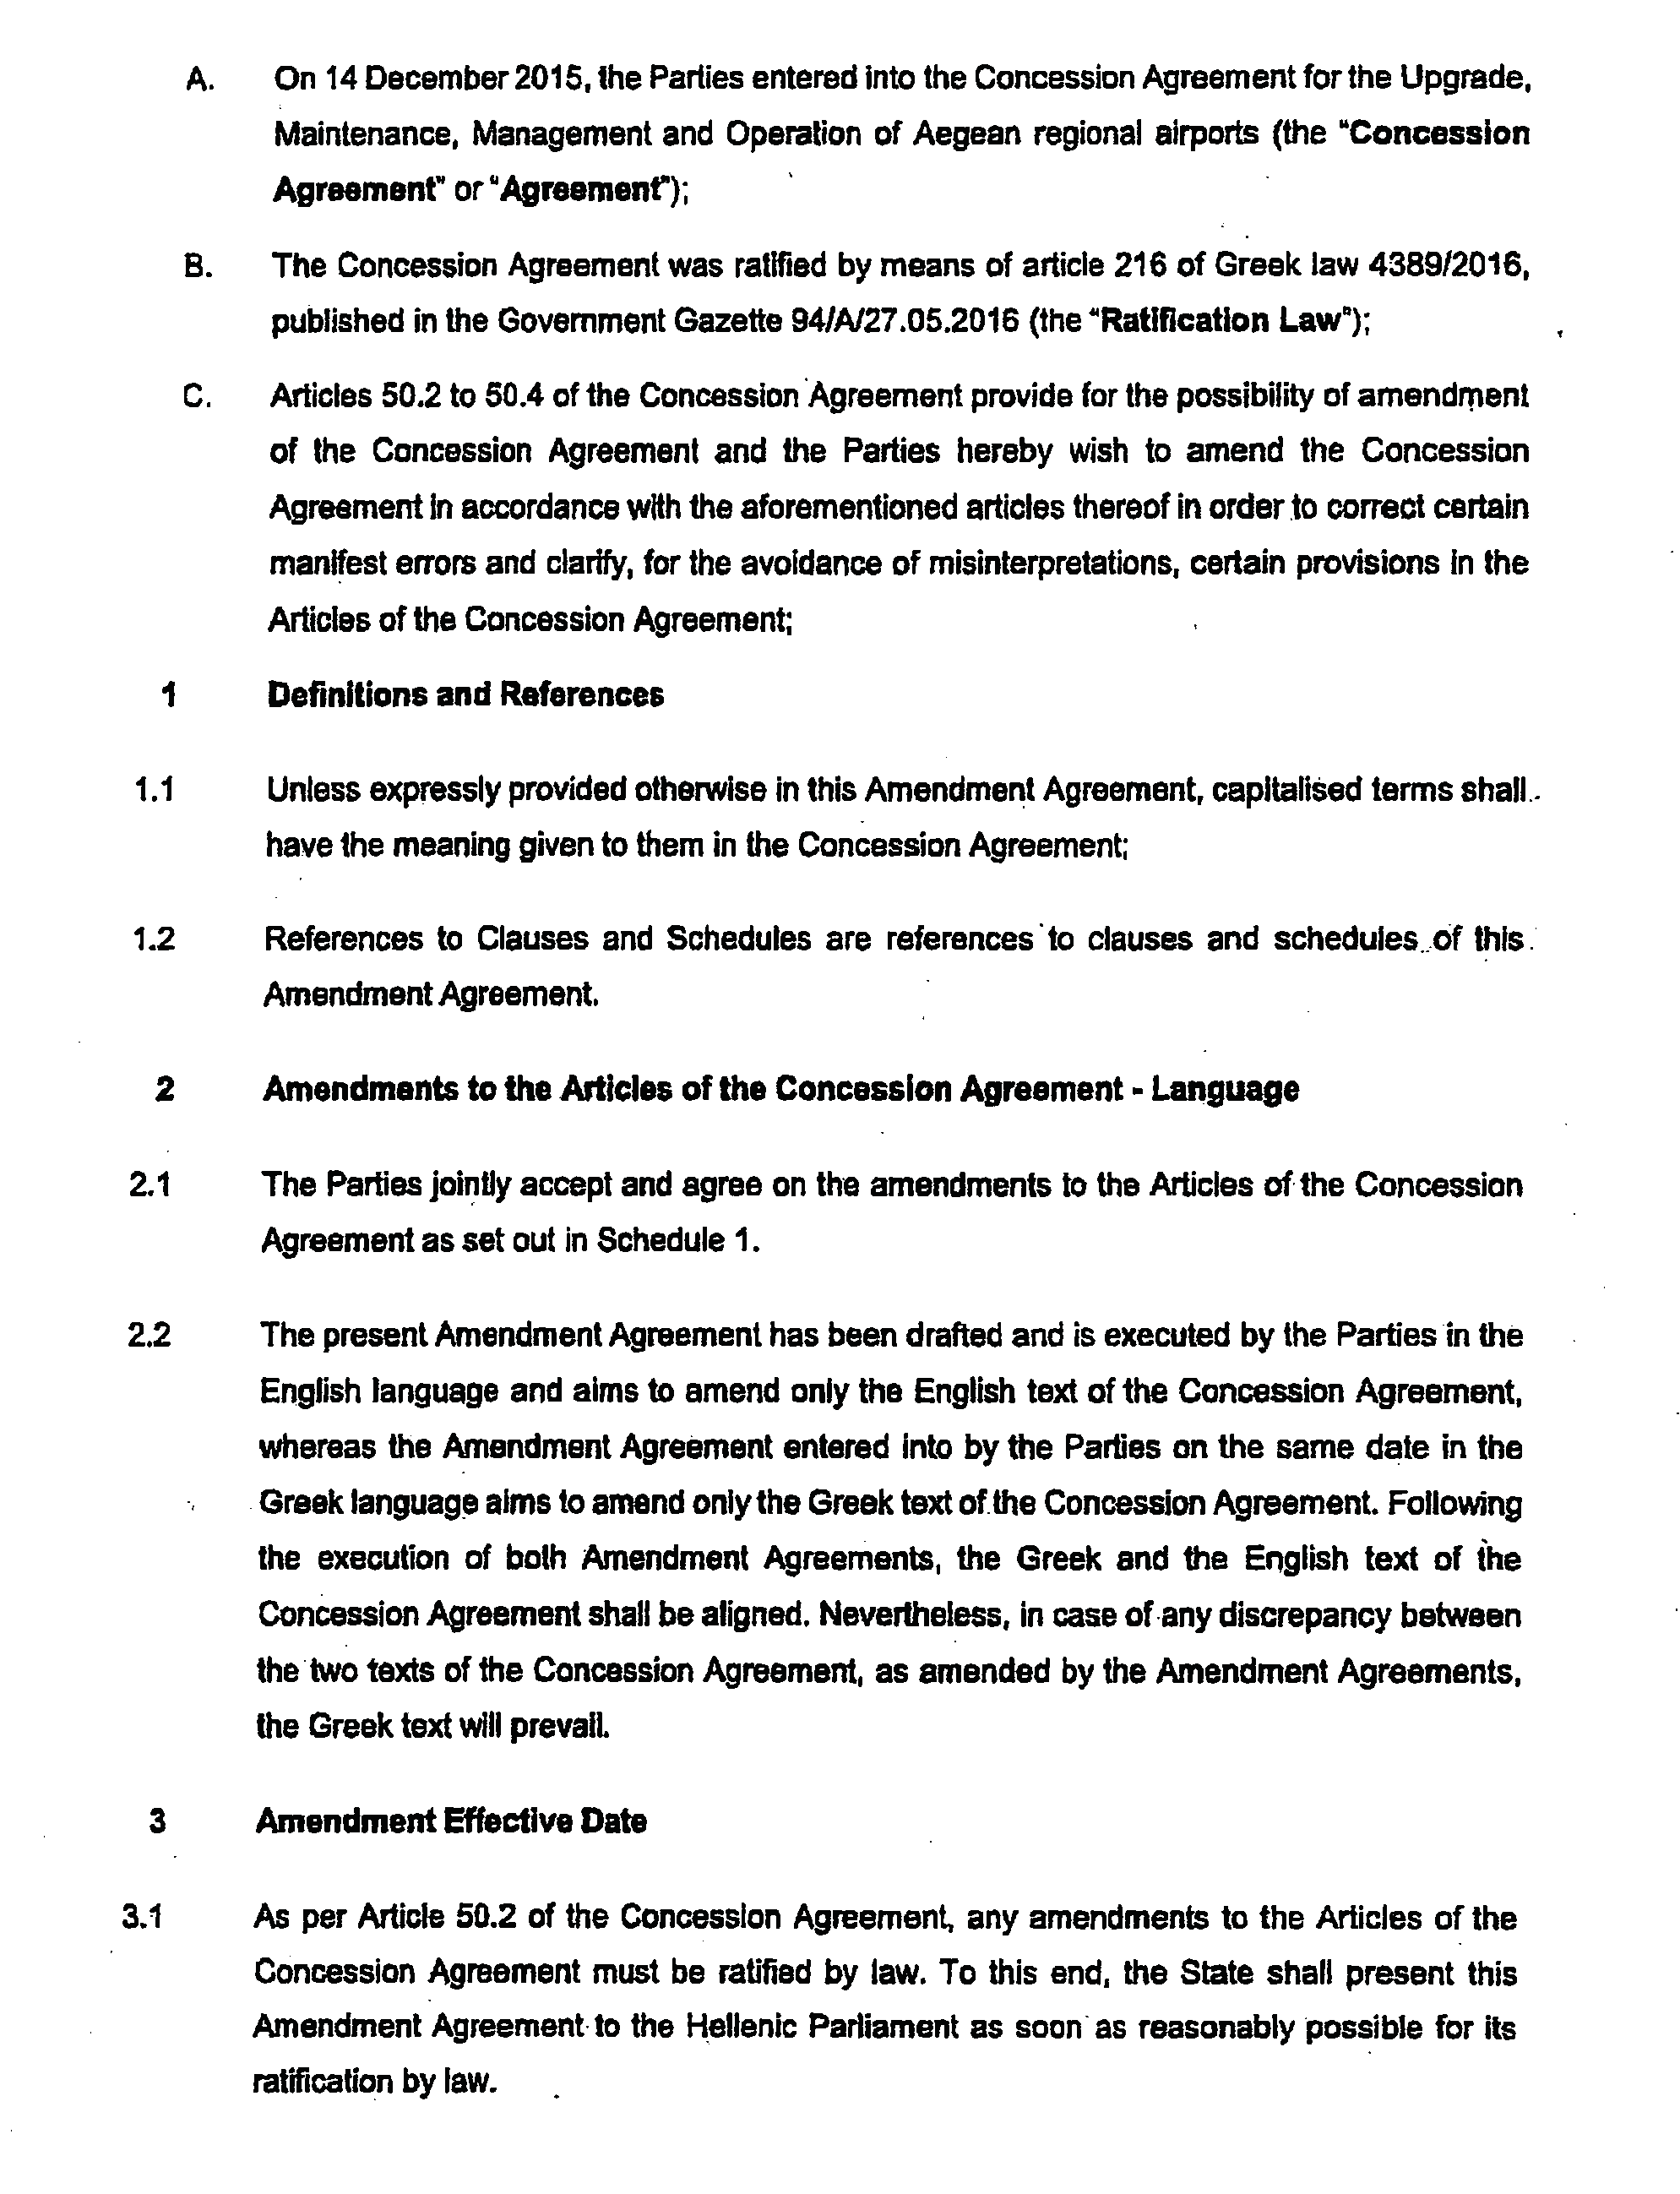 A. On 14 December 2015, the Parties entered into the Concession Agreement for the Upgrade,
Maintenance, Management and Operation of Aegean regional airports (the "Concession
Agreement" or "Agreement");
B. The Concession Agreement was ratified by means of article 216 of Greek law 4389/2016,
published in the Government Gazette 94/A/27.05.2016 (the "Ratification Law");
C. Articles 50.2 to 50.4 of the Concession Agreement provide for the possibility of amendment
of the Concession Agreement and the Parties hereby wish to amend the Concession
Agreement in accordance with the aforementioned articles thereof in order to correct certain
manifest errors and clarify, for the avoidance of misinterpretations, certain provisions in the
Articles of the Concession Agreement;
1 Definitions and References
1.1 Unless expressly provided otherwise in this Amendment Agreement, capitalised terms shall
have the meaning given to them in the Concession Agreement;
1.2 References to Clauses and Schedules are references to clauses and schedules of this
Amendment Agreement.
2 Amendments to the Articles of the Concession Agreement - Language
2.1 The Parties jointly accept and agree on the amendments to the Articles of the Concession
Agreement as set out in Schedule 1.
2.2 The present Amendment Agreement has been drafted and is executed by the Parties in the
English language and aims to amend only the English text of the Concession Agreement,
whereas the Amendment Agreement entered into by the Parties on the same date in the
Greek language aims to amend only the Greek text of the Concession Agreement. Following
the execution of both Amendment Agreements, the Greek and the English text of the
Concession Agreement shall be aligned. Nevertheless, in case of any discrepancy between
the two texts of the Concession Agreement, as amended by the Amendment Agreements,
the Greek text will prevail.
3 Amendment Effective Date
3.1 As per Article 50.2 of the Concession Agreement, any amendments to the Articles of the
Concession Agreement must be ratified by law. To this end, the State shall present this
Amendment Agreement to the Hellenic Parliament as soon as reasonably possible for its
ratification by law.